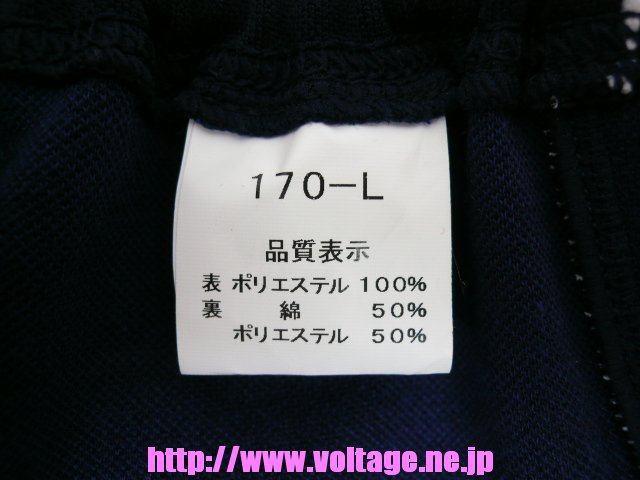 170-L
品質表示
表 ポリエステル 100%
裏 綿 50%
ポリエステル 50%
http://www.voltage.ne.jp